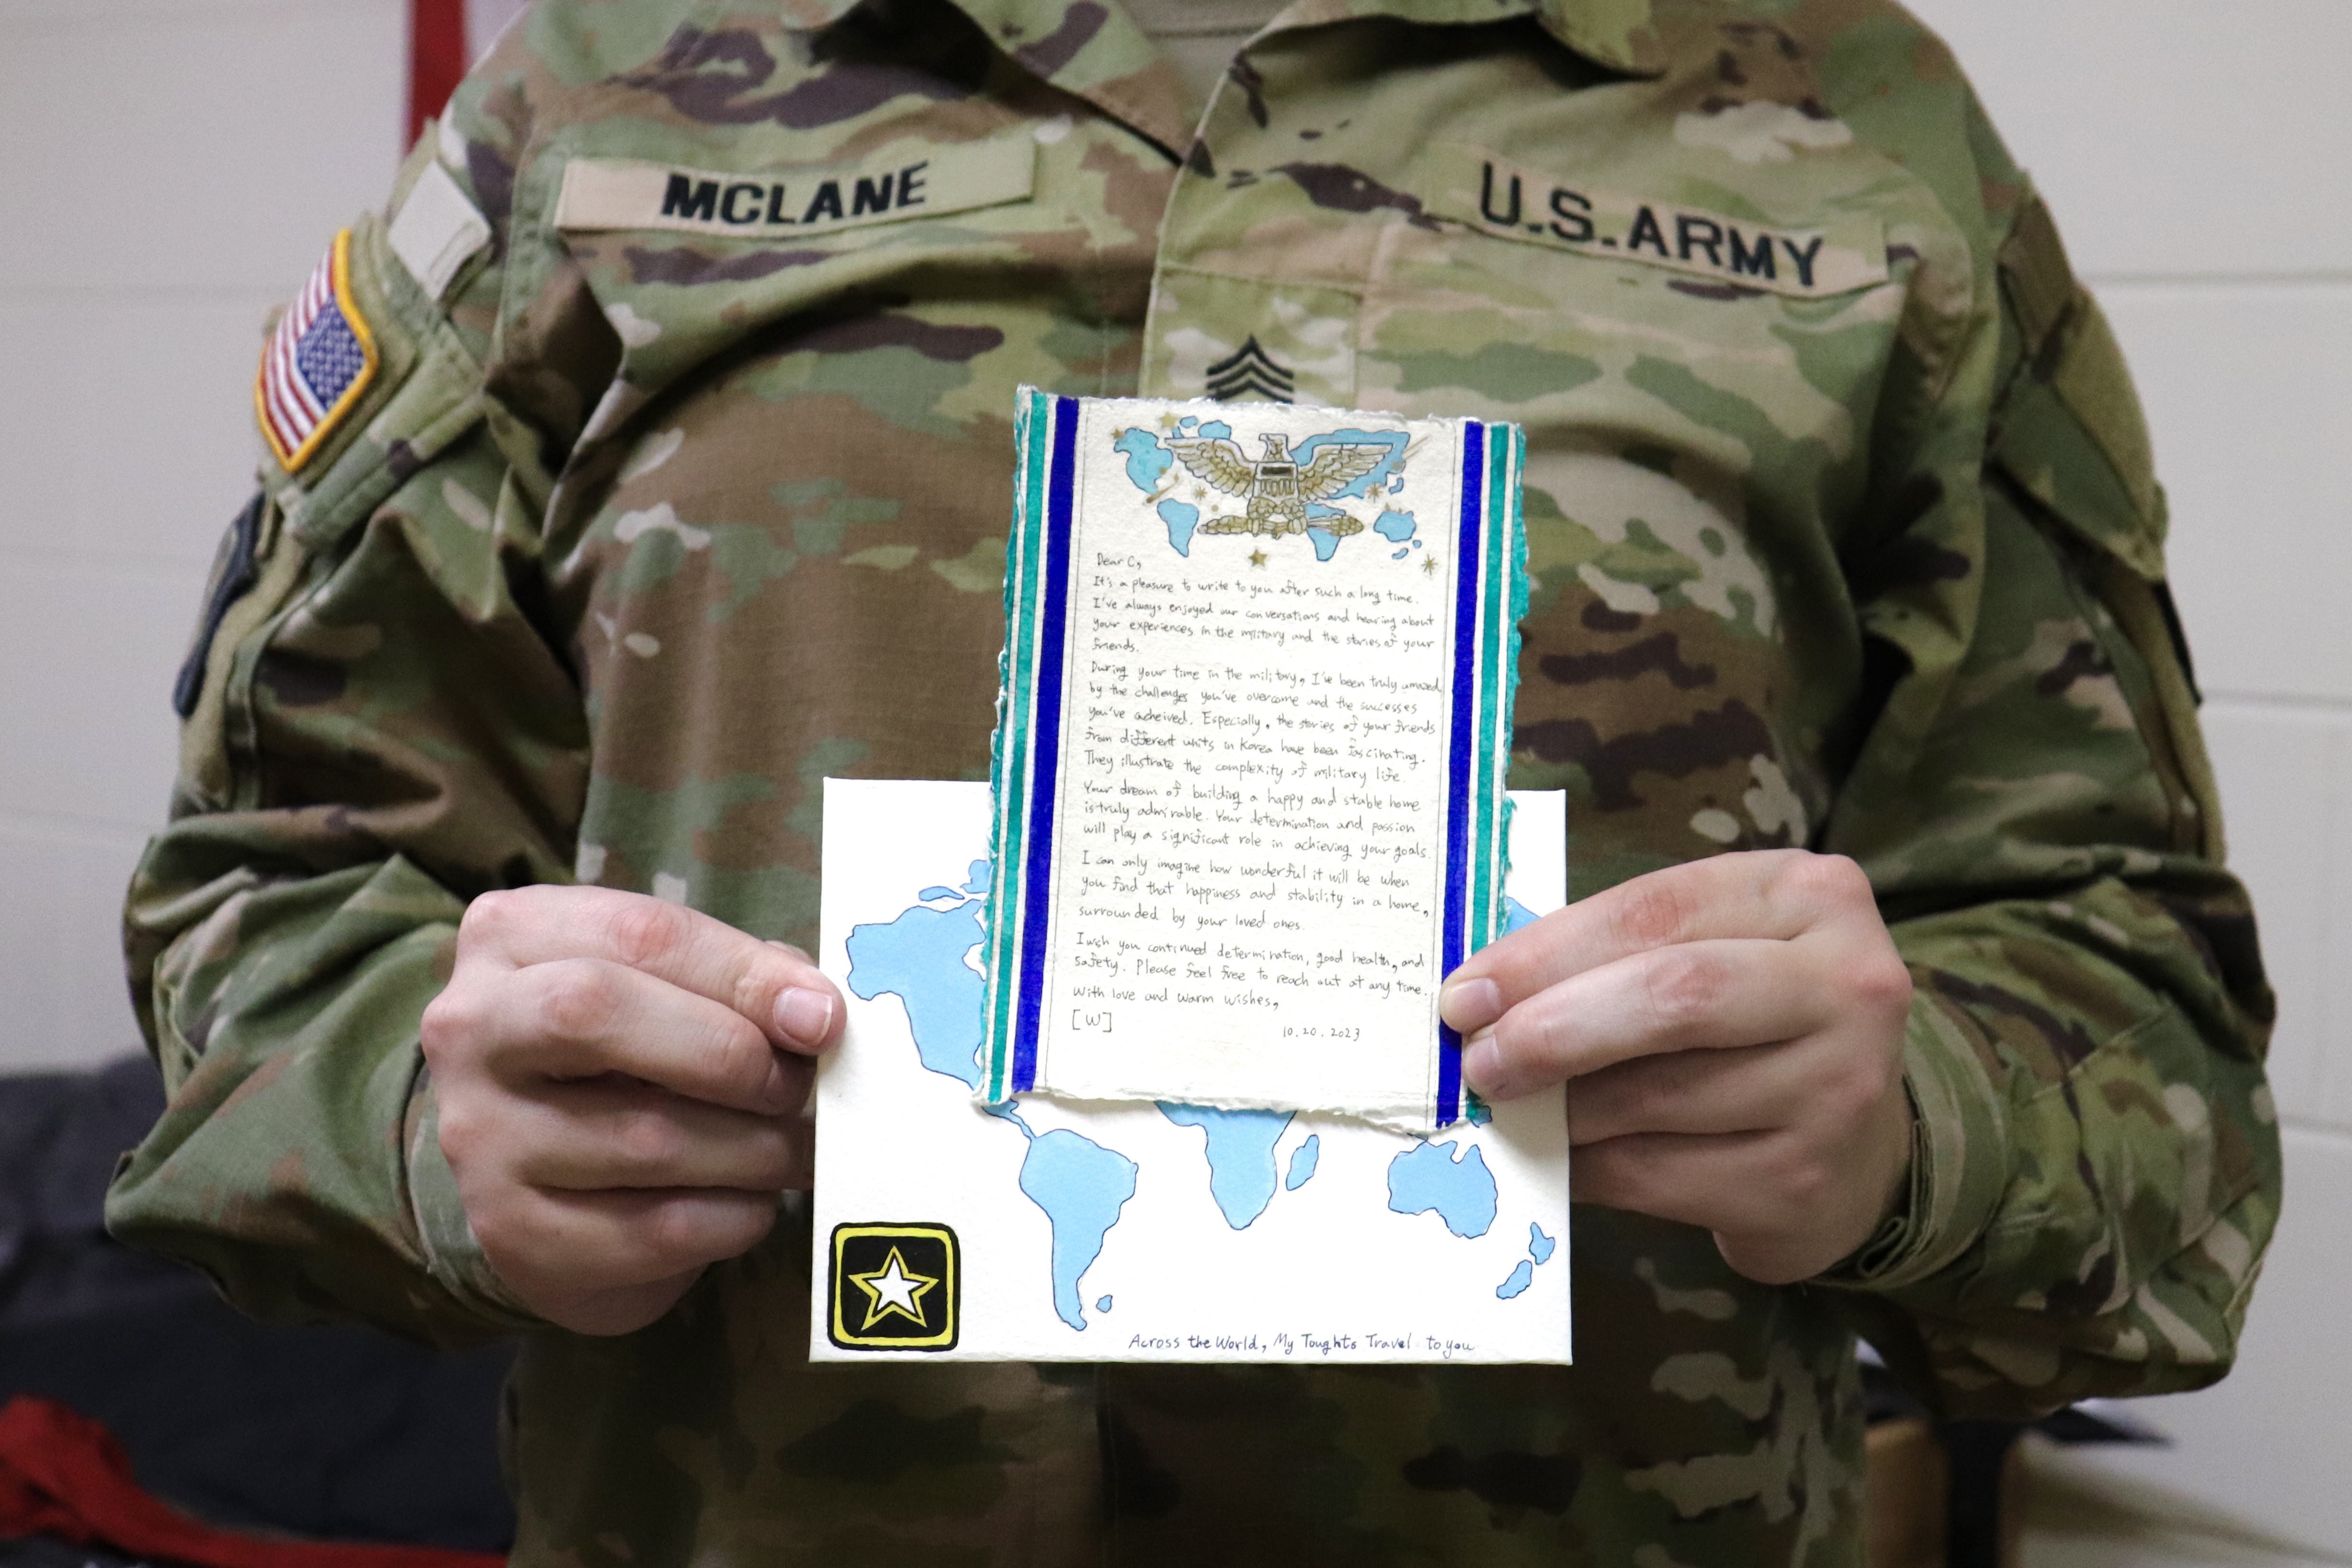 MCLANE
U.S. ARMY
Dear C,
It's a pleasure to write to you after such a long time.
I've always enjoyed our conversations and hearing about
your experiences in the military and the stories of your
friends.
During your time in the military, I've been truly amazed
by the challenges you've overcome and the successes
you've acheived. Especially, the stories of your friends
from different units in Korea have been fascinating.
They illustrate the complexity of military life.
Your dream of building a happy and stable home
is truly admirable. Your determination and passion
will play a significant role in achieving your goals.
I can only imagine how wonderful it will be when
you find that happiness and stability in a home,
surrounded by your loved ones.
I wish you continued determination, good health, and
safety. Please feel free to reach out at any time.
With love and warm wishes,
[W] 10.20.2023
Across the World, My Toughts Travel to you